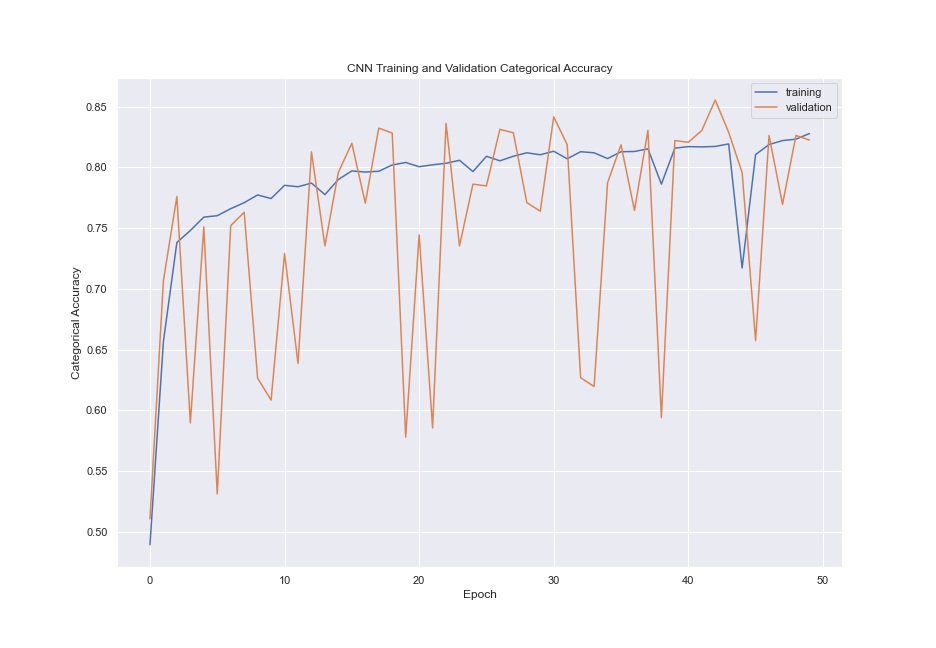 CNN Training and Validation Categorical Accuracy
training
validation
0.85
0.80
0.75
0.70
0.65
0.60
0.55
0.50
Categorical Accuracy
0 10 20 30 40 50
Epoch